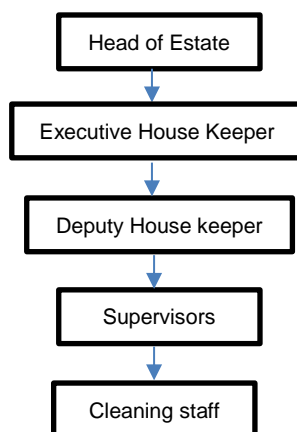 Head of Estate
Executive House Keeper
Deputy House keeper
Supervisors
Cleaning staff